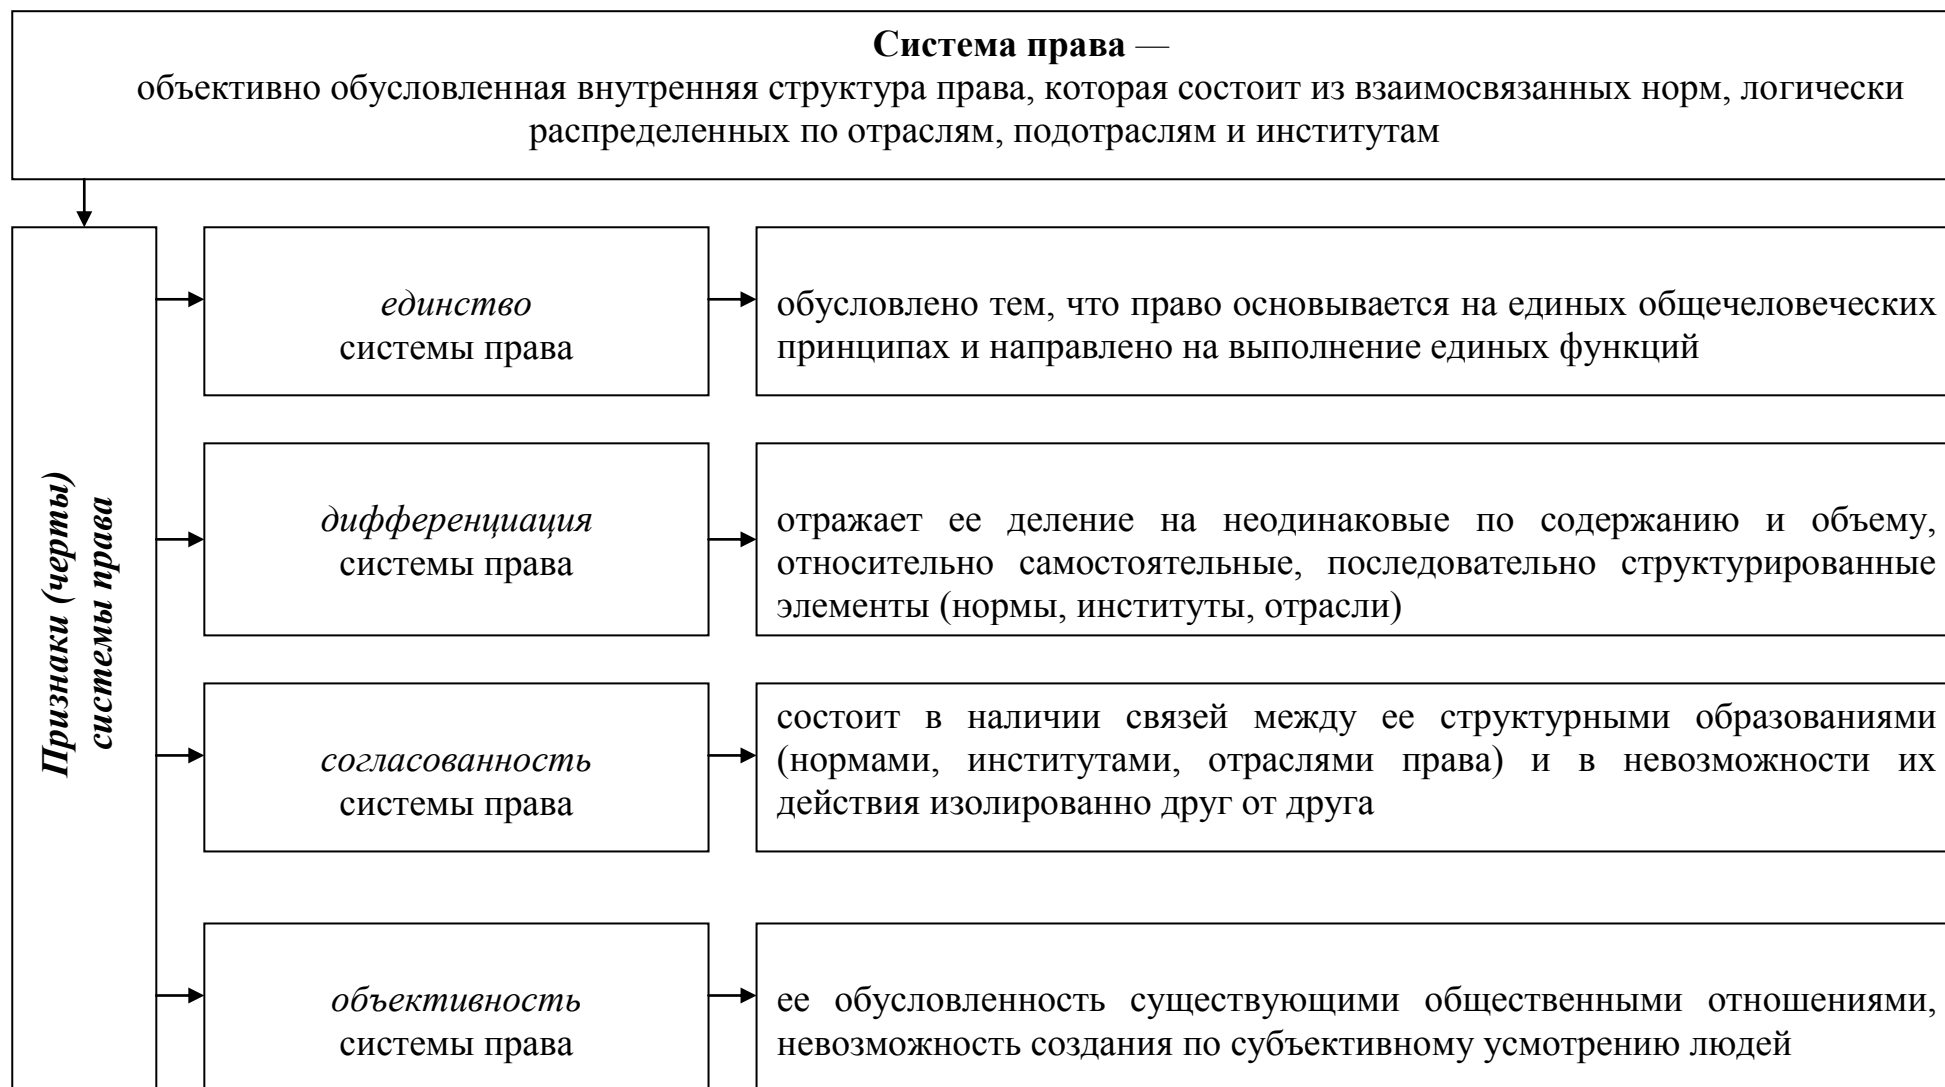 Система права —
объективно обусловленная внутренняя структура права, которая состоит из взаимосвязанных норм, логически
распределенных по отраслям, подотраслям и институтам
Признаки (черты)
системы права
единство
системы права
обусловлено тем, что право основывается на единых общечеловеческих
принципах и направлено на выполнение единых функций
дифференциация
системы права
отражает ее деление на неодинаковые по содержанию и объему,
относительно самостоятельные, последовательно структурированные
элементы (нормы, институты, отрасли)
согласованность
системы права
состоит в наличии связей между ее структурными образованиями
(нормами, институтами, отраслями права) и в невозможности их
действия изолированно друг от друга
объективность
системы права
ее обусловленность существующими общественными отношениями,
невозможность создания по субъективному усмотрению людей